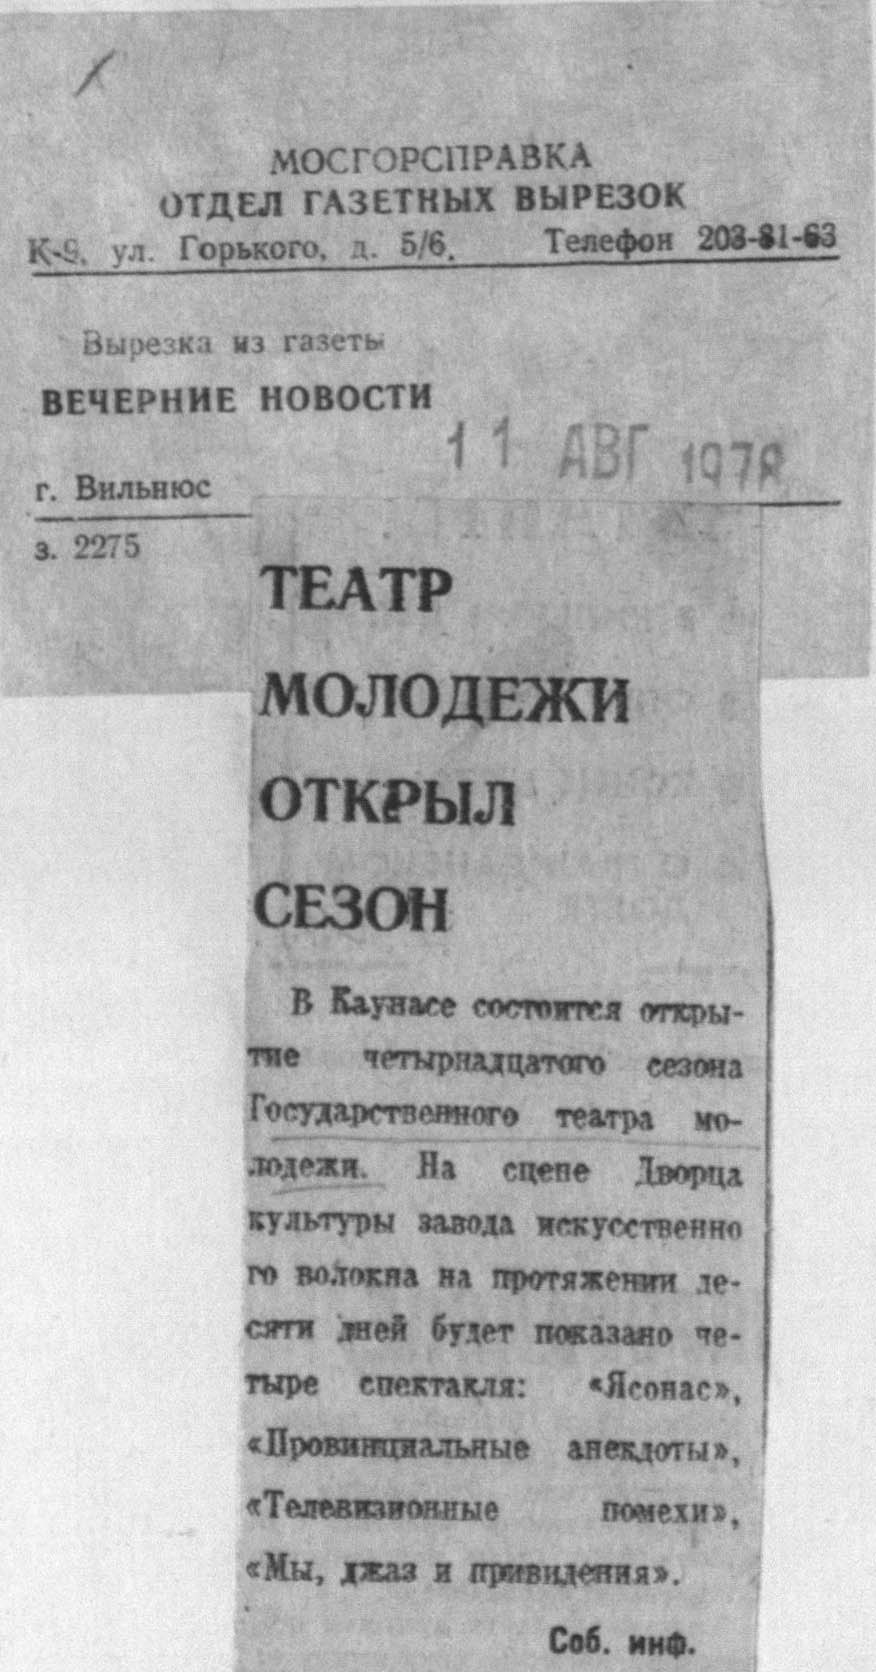 МОСГОРСПРАВКА
ОТДЕЛ ГАЗЕТНЫХ ВЫРЕЗОК
К-9, ул. Горького, д. 5/6. Телефон 203-81-63
Вырезка из газеты
ВЕЧЕРНИЕ НОВОСТИ
11 АВГ 1978
г. Вильнюс
з. 2275
ТЕАТР
МОЛОДЕЖИ
ОТКРЫЛ
СЕЗОН
В Каунасе состоится откры-
тие четырнадцатого сезона
Государственного театра мо-
лодежи. На сцене Дворца
культуры завода искусственно
го волокна на протяжении де-
сяти дней будет показано че-
тыре спектакля: «Ясонас»,
«Провинциальные анекдоты»,
«Телевизионные помехи»,
«Мы, джаз и привидения».
Соб. инф.